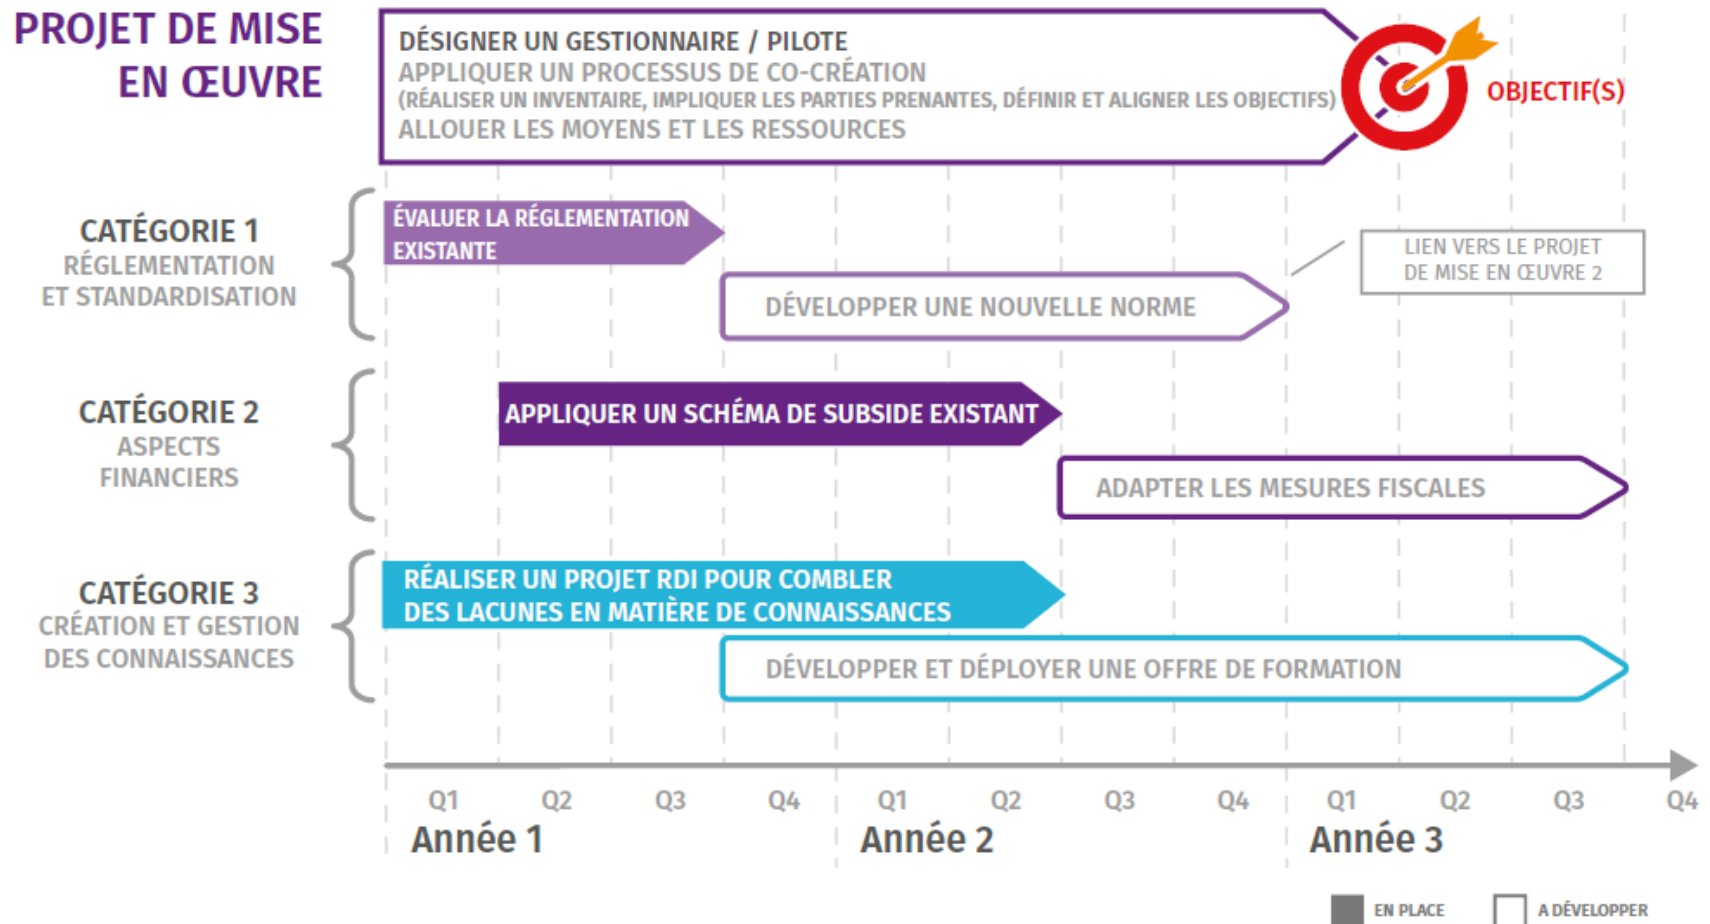 PROJET DE MISE
EN ŒUVRE
DÉSIGNER UN GESTIONNAIRE / PILOTE
APPLIQUER UN PROCESSUS DE CO-CRÉATION
(RÉALISER UN INVENTAIRE, IMPLIQUER LES PARTIES PRENANTES, DÉFINIR ET ALIGNER LES OBJECTIFS)
ALLOUER LES MOYENS ET LES RESSOURCES
OBJECTIF(S)
CATÉGORIE 1
RÉGLEMENTATION
ET STANDARDISATION
ÉVALUER LA RÉGLEMENTATION
EXISTANTE
DÉVELOPPER UNE NOUVELLE NORME
LIEN VERS LE PROJET
DE MISE EN ŒUVRE 2
CATÉGORIE 2
ASPECTS
FINANCIERS
APPLIQUER UN SCHÉMA DE SUBSIDE EXISTANT
ADAPTER LES MESURES FISCALES
CATÉGORIE 3
CRÉATION ET GESTION
DES CONNAISSANCES
RÉALISER UN PROJET RDI POUR COMBLER
DES LACUNES EN MATIÈRE DE CONNAISSANCES
DÉVELOPPER ET DÉPLOYER UNE OFFRE DE FORMATION
Q1 Q2 Q3 Q4 Q1 Q2 Q3 Q4 Q1 Q2 Q3 Q4
Année 1 Année 2 Année 3
EN PLACE A DÉVELOPPER